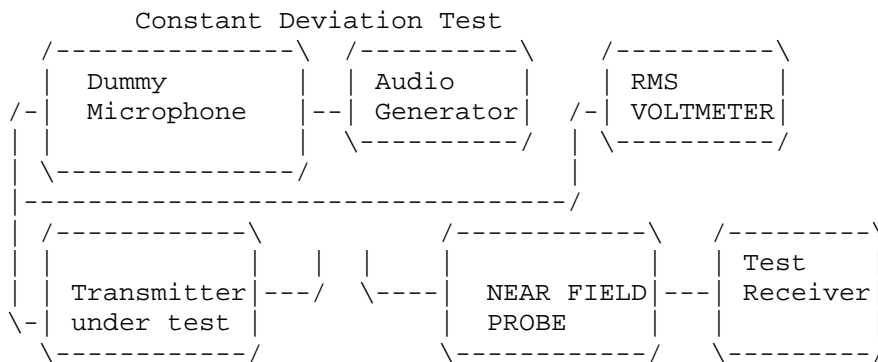 Constant Deviation Test
Dummy Microphone
Audio Generator
RMS VOLTMETER
Transmitter under test
NEAR FIELD PROBE
Test Receiver